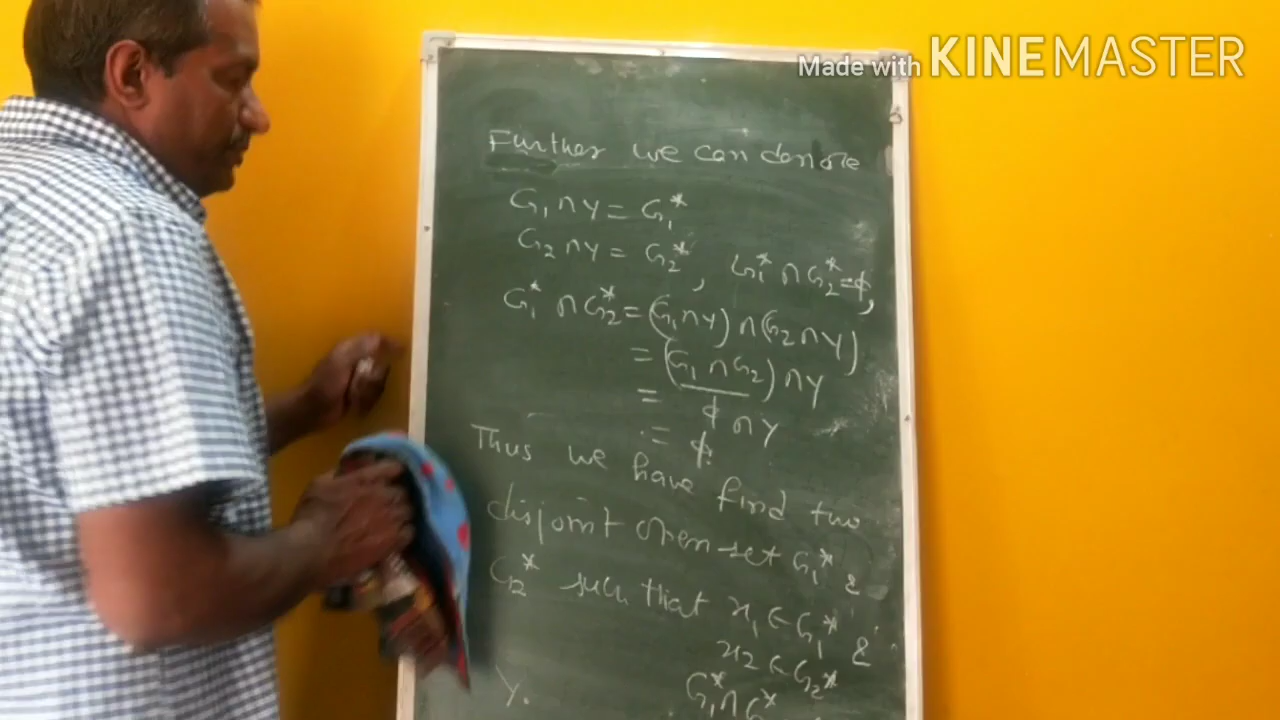 Made with KINEMASTER
Further we can denote
G₁ ∩ Y = G₁*
G₂ ∩ Y = G₂*, G₁* ∩ G₂* = ϕ,
G₁* ∩ G₂* = (G₁ ∩ Y) ∩ (G₂ ∩ Y)
= (G₁ ∩ G₂) ∩ Y
= ϕ ∩ Y
= ϕ.
Thus we have find two
disjoint open set G₁* &
G₂* such that x₁ ∈ G₁* &
x₂ ∈ G₂*
Y. G₁* ∩